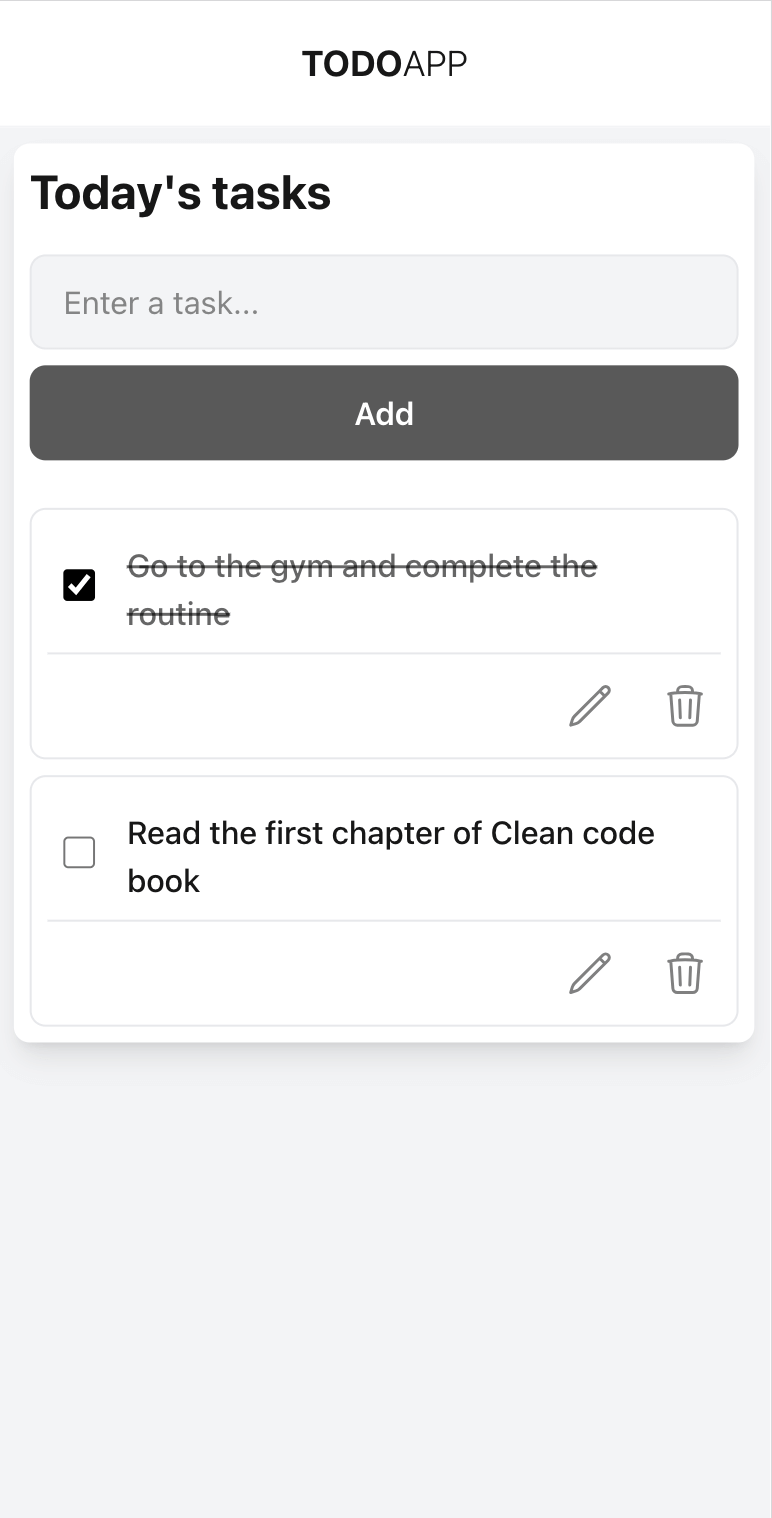 TODOAPP
Today's tasks
Enter a task...
Add
Go to the gym and complete the
routine
Read the first chapter of Clean code
book